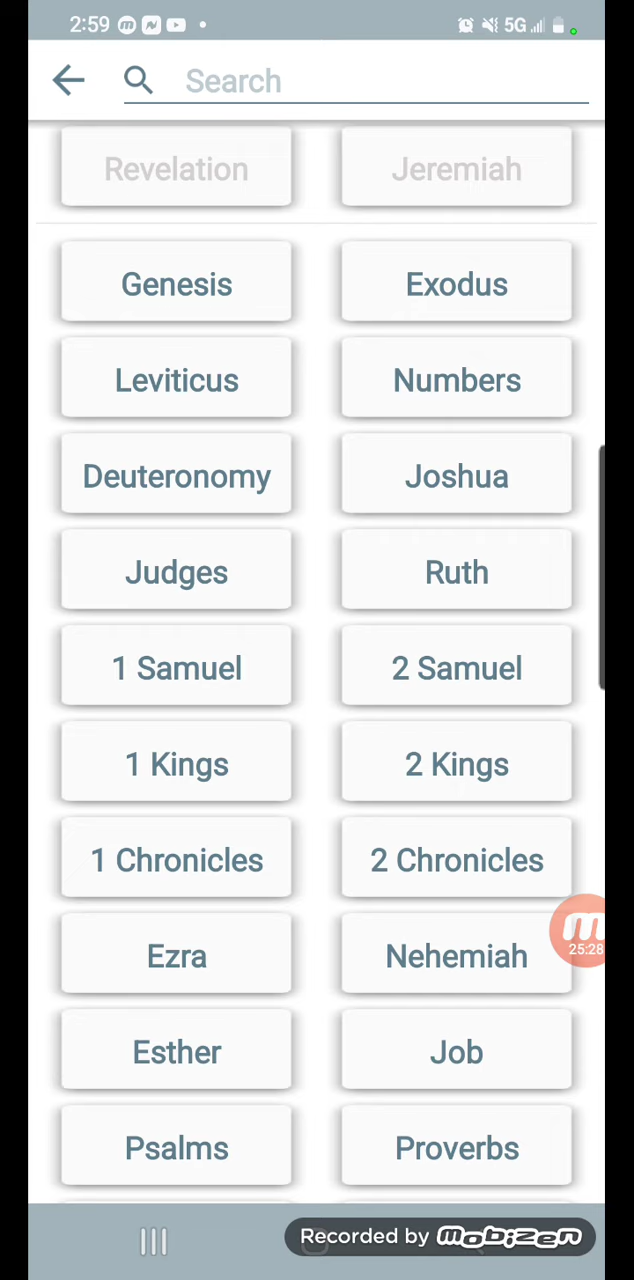 2:59 5G
Search
Revelation Jeremiah
Genesis Exodus
Leviticus Numbers
Deuteronomy Joshua
Judges Ruth
1 Samuel 2 Samuel
1 Kings 2 Kings
1 Chronicles 2 Chronicles
Ezra Nehemiah
25:28
Esther Job
Psalms Proverbs
Recorded by mobizen